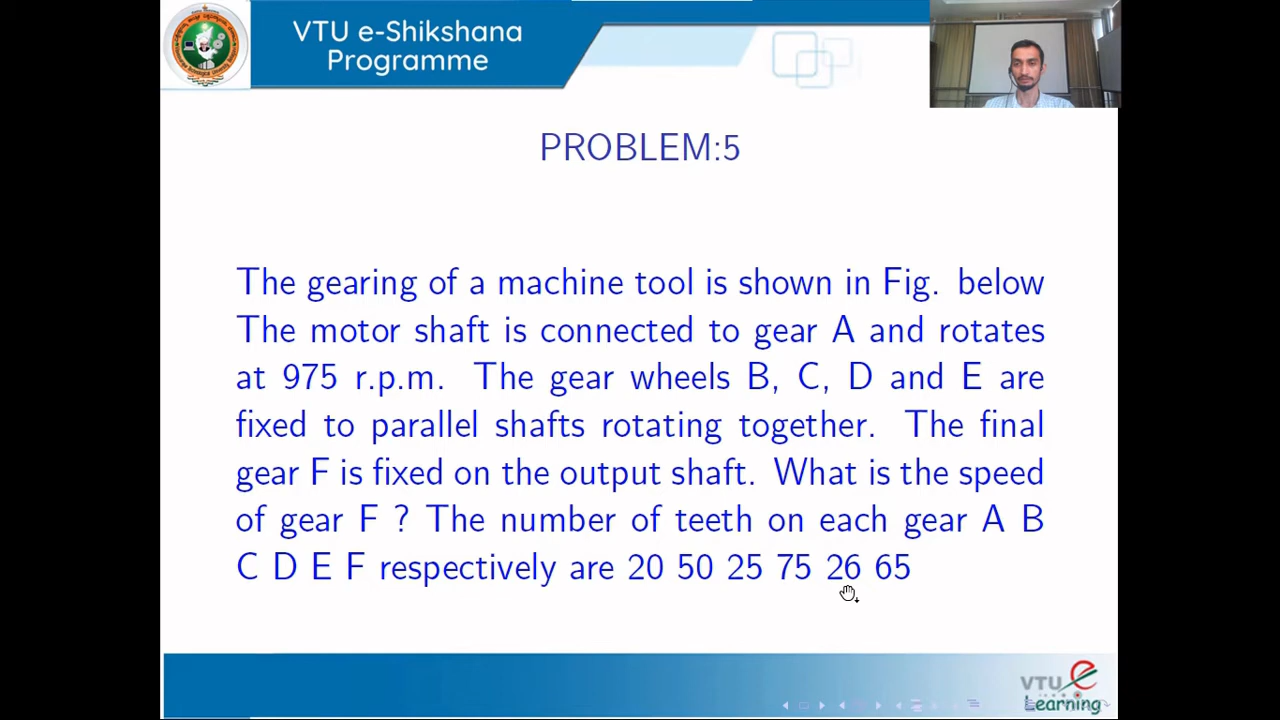 VTU e-Shikshana
Programme
PROBLEM:5
The gearing of a machine tool is shown in Fig. below
The motor shaft is connected to gear A and rotates
at 975 r.p.m. The gear wheels B, C, D and E are
fixed to parallel shafts rotating together. The final
gear F is fixed on the output shaft. What is the speed
of gear F ? The number of teeth on each gear A B
C D E F respectively are 20 50 25 75 26 65
VTU e
Learning